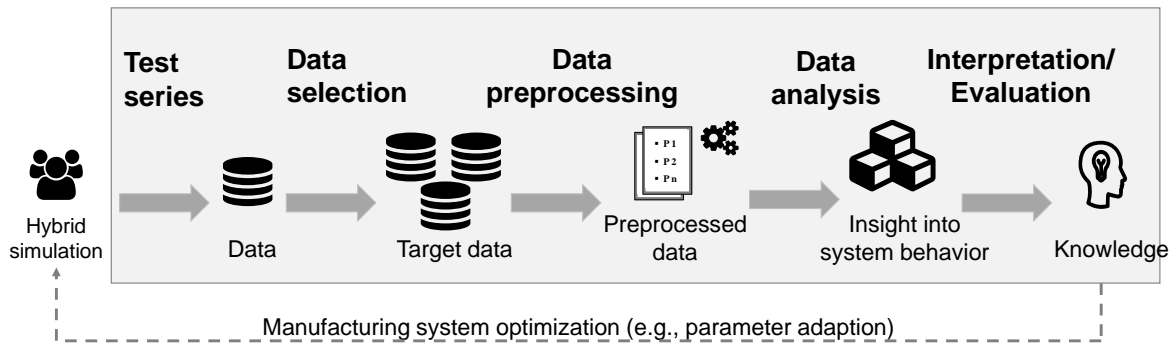 Test
series
Data
selection
Data
preprocessing
Data
analysis
Interpretation/
Evaluation
▪ P1
▪ P2
▪ Pn
Hybrid
simulation
Data
Target data
Preprocessed
data
Insight into
system behavior
Knowledge
Manufacturing system optimization (e.g., parameter adaption)